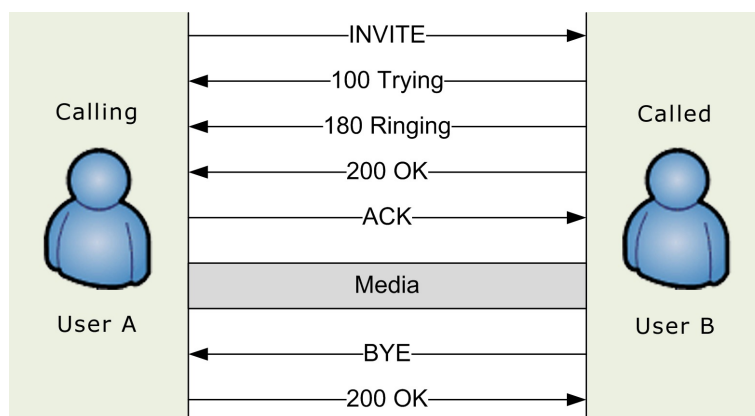 INVITE
100 Trying
180 Ringing
200 OK
ACK
Media
BYE
200 OK
Calling
User A
Called
User B